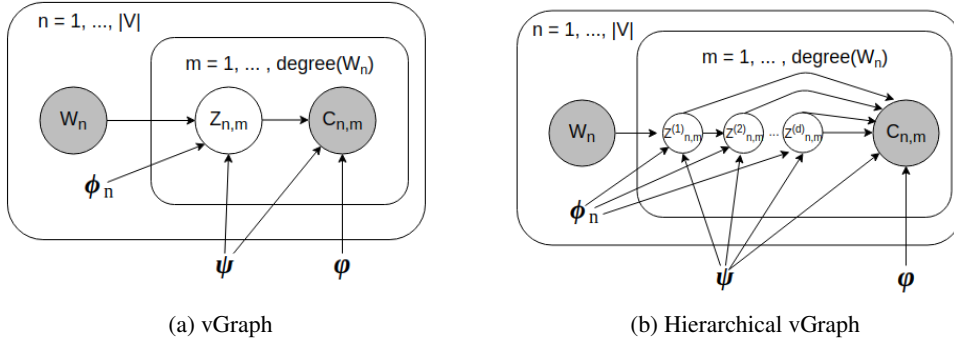 n = 1, ..., |V|
m = 1, ... , degree(Wₙ)
Wₙ
Zₙ,ₘ
Cₙ,ₘ
ϕₙ
ψ
φ
(a) vGraph
n = 1, ..., |V|
m = 1, ... , degree(Wₙ)
Wₙ
Z⁽¹⁾ₙ,ₘ
Z⁽²⁾ₙ,ₘ
...
Z⁽ᵈ⁾ₙ,ₘ
Cₙ,ₘ
ϕₙ
ψ
φ
(b) Hierarchical vGraph